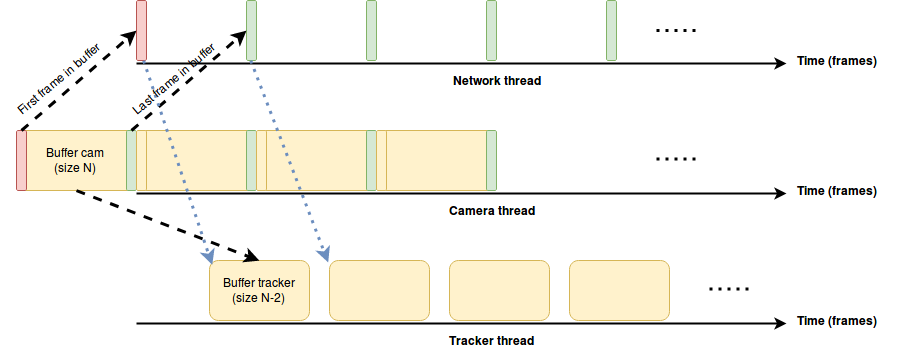 First frame in buffer
Last frame in buffer
Time (frames)
Network thread
Buffer cam
(size N)
Time (frames)
Camera thread
Buffer tracker
(size N-2)
Time (frames)
Tracker thread